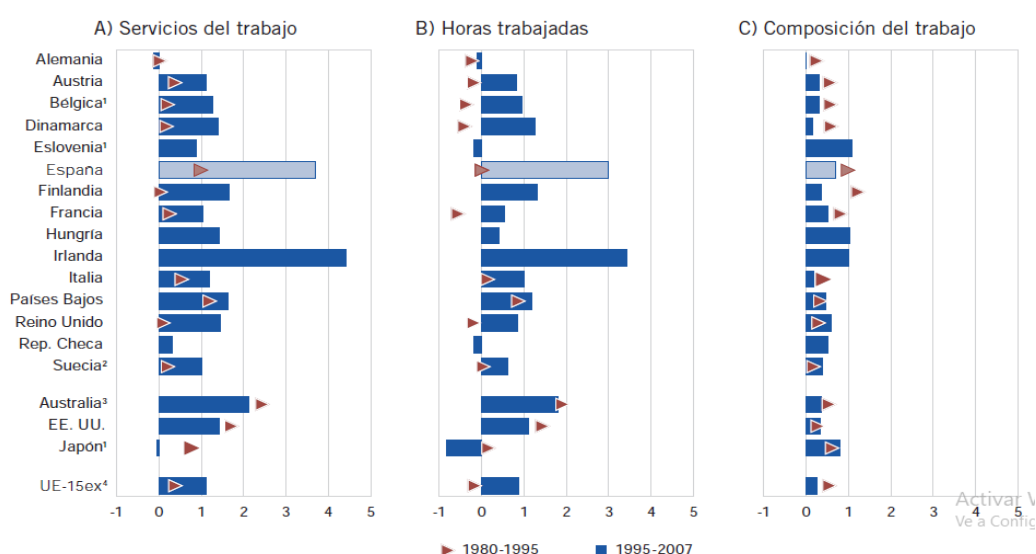 A) Servicios del trabajo
B) Horas trabajadas
C) Composición del trabajo
Alemania
Austria
Bélgica¹
Dinamarca
Eslovenia¹
España
Finlandia
Francia
Hungría
Irlanda
Italia
Países Bajos
Reino Unido
Rep. Checa
Suecia²
Australia³
EE. UU.
Japón¹
UE-15ex⁴
-1 0 1 2 3 4 5
-1 0 1 2 3 4 5
-1 0 1 2 3 4 5
1980-1995
1995-2007
Activar
Ve a Config